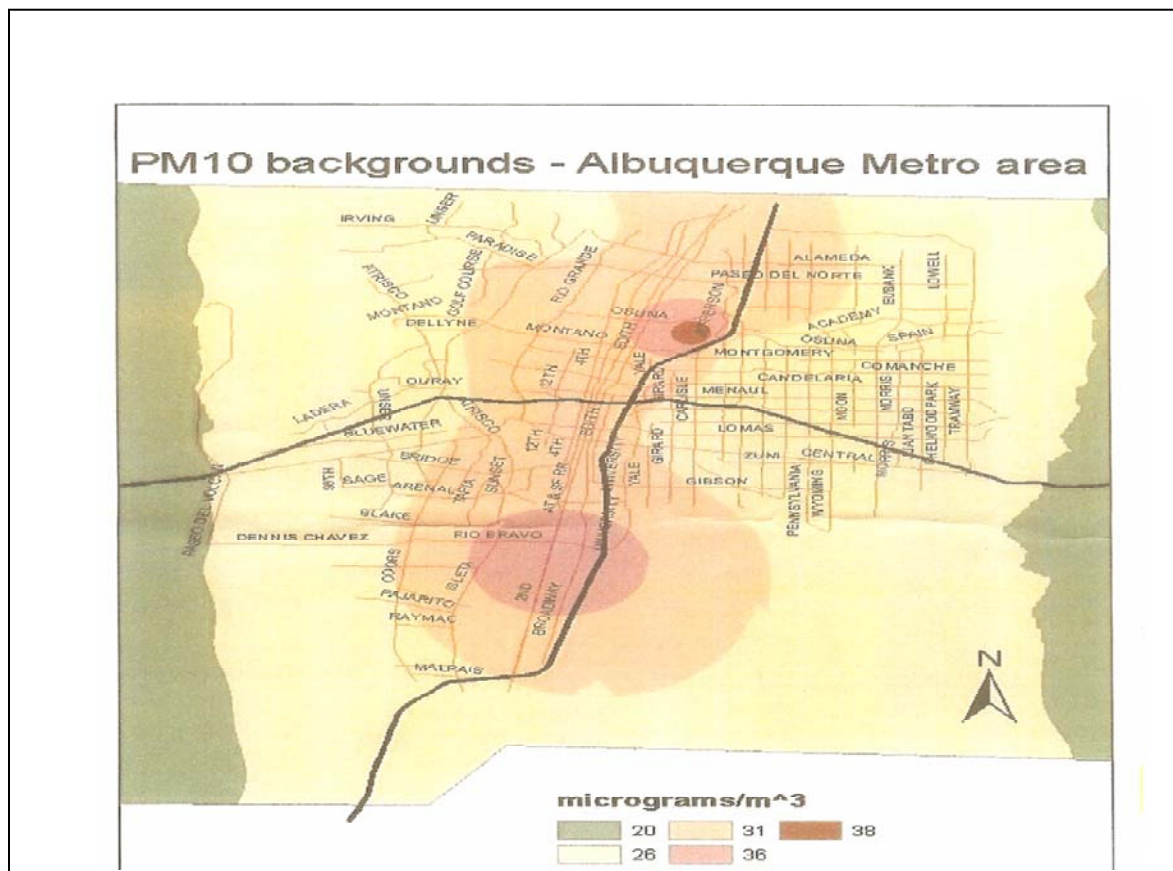 PM10 backgrounds - Albuquerque Metro area
IRVING
UNSER
PARADISE
ATRISCO
GOLF COURSE
RIO GRANDE
ALAMEDA
PASEO DEL NORTE
EUBANK
LOWELL
MONTANO
DELLYNE
MONTANO
OSUNA
EDITH
JEFFERSON
ACADEMY
OSUNA
SPAIN
MONTGOMERY
COMANCHE
12TH
4TH
YALE
GIRARD
CARLISLE
MENAUL
CANDELARIA
MOON
MORRIS
JUAN TABO
CHELWOOD PARK
TRAMWAY
OURAY
LADERA
UNSER
BLUEWATER
ATRISCO
12TH
4TH
EDITH
LOMAS
BRIDGE
SUNSET
UNIVERSITY
YALE
GIRARD
ZUNI
CENTRAL
MORRIS
98TH
SAGE
ARENAL
TAPIA
AT & SF RR
GIBSON
PENNSYLVANIA
WYOMING
BLAKE
PASEO DEL VOLCAN
DENNIS CHAVEZ
RIO BRAVO
UNIVERSITY
COORS
ISLETA
2ND
BROADWAY
PAJARITO
RAYMAC
MALPAIS
N
micrograms/m^3
20 31 38
26 36